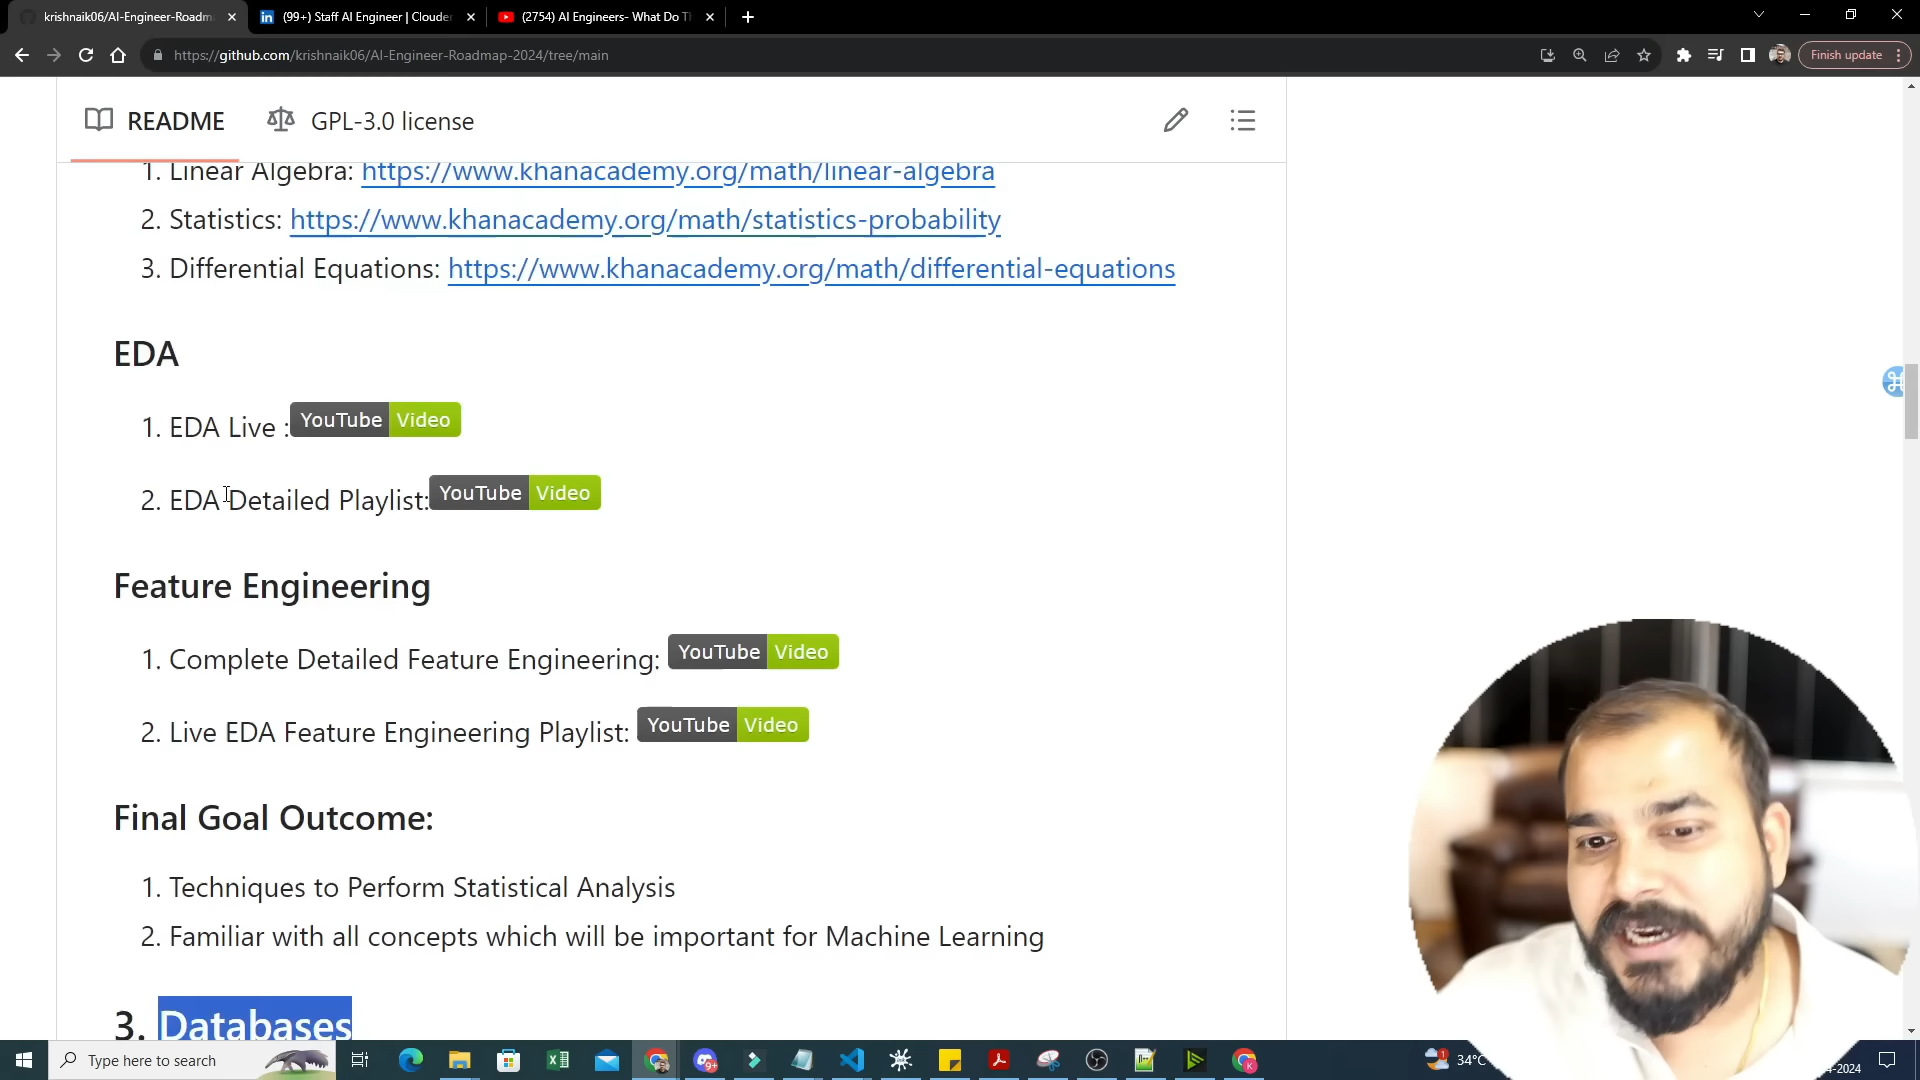 krishnaik06/AI-Engineer-Roadm
(99+) Staff AI Engineer | Clouder
(2754) AI Engineers- What Do T
https://github.com/krishnaik06/AI-Engineer-Roadmap-2024/tree/main
Finish update
README
GPL-3.0 license
1. Linear Algebra: https://www.khanacademy.org/math/linear-algebra
2. Statistics: https://www.khanacademy.org/math/statistics-probability
3. Differential Equations: https://www.khanacademy.org/math/differential-equations
EDA
1. EDA Live : YouTube Video
2. EDA Detailed Playlist: YouTube Video
Feature Engineering
1. Complete Detailed Feature Engineering: YouTube Video
2. Live EDA Feature Engineering Playlist: YouTube Video
Final Goal Outcome:
1. Techniques to Perform Statistical Analysis
2. Familiar with all concepts which will be important for Machine Learning
3. Databases
Type here to search
34°C
-2024